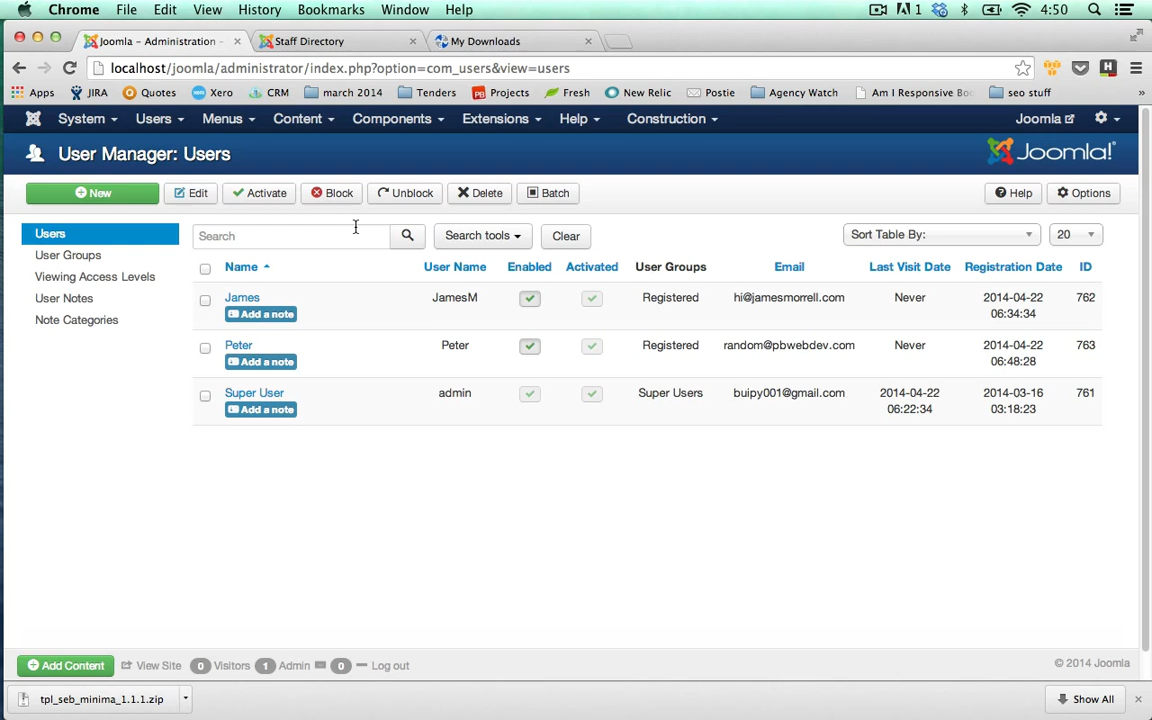 Chrome File Edit View History Bookmarks Window Help 1 4:50
Joomla - Administration - Staff Directory My Downloads
localhost/joomla/administrator/index.php?option=com_users&view=users
Apps JIRA Quotes Xero CRM march 2014 Tenders Projects Fresh New Relic Postie Agency Watch Am I Responsive Boo seo stuff »
System Users Menus Content Components Extensions Help Construction Joomla
User Manager: Users Joomla!
New Edit Activate Block Unblock Delete Batch Help Options
Users Search Search tools Clear Sort Table By: 20
User Groups
Viewing Access Levels
User Notes
Note Categories
Name User Name Enabled Activated User Groups Email Last Visit Date Registration Date ID
James JamesM Registered hi@jamesmorrell.com Never 2014-04-22 762
Add a note 06:34:34
Peter Peter Registered random@pbwebdev.com Never 2014-04-22 763
Add a note 06:48:28
Super User admin Super Users buipy001@gmail.com 2014-04-22 2014-03-16 761
Add a note 06:22:34 03:18:23
Add Content View Site 0 Visitors 1 Admin 0 Log out © 2014 Joomla
tpl_seb_minima_1.1.1.zip Show All